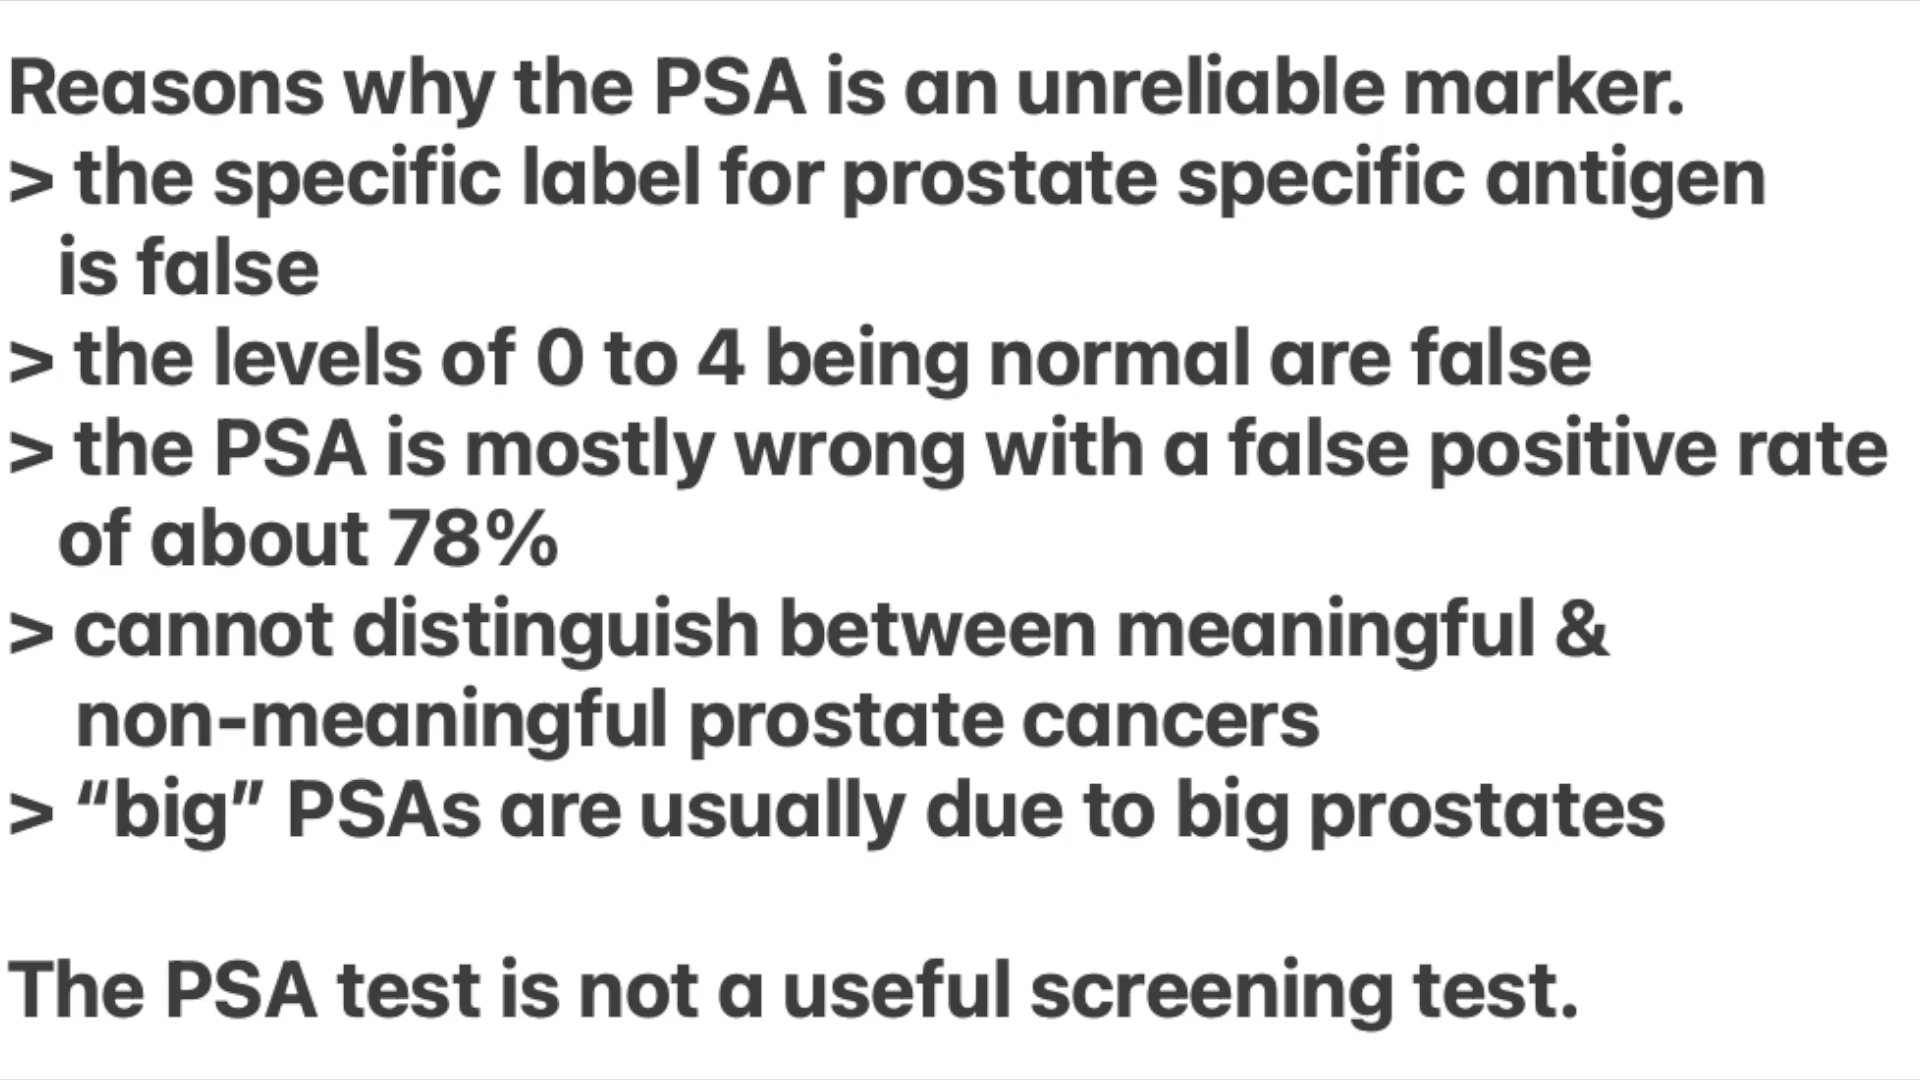 Reasons why the PSA is an unreliable marker.
> the specific label for prostate specific antigen
is false
> the levels of 0 to 4 being normal are false
> the PSA is mostly wrong with a false positive rate
of about 78%
> cannot distinguish between meaningful &
non-meaningful prostate cancers
> “big” PSAs are usually due to big prostates
The PSA test is not a useful screening test.